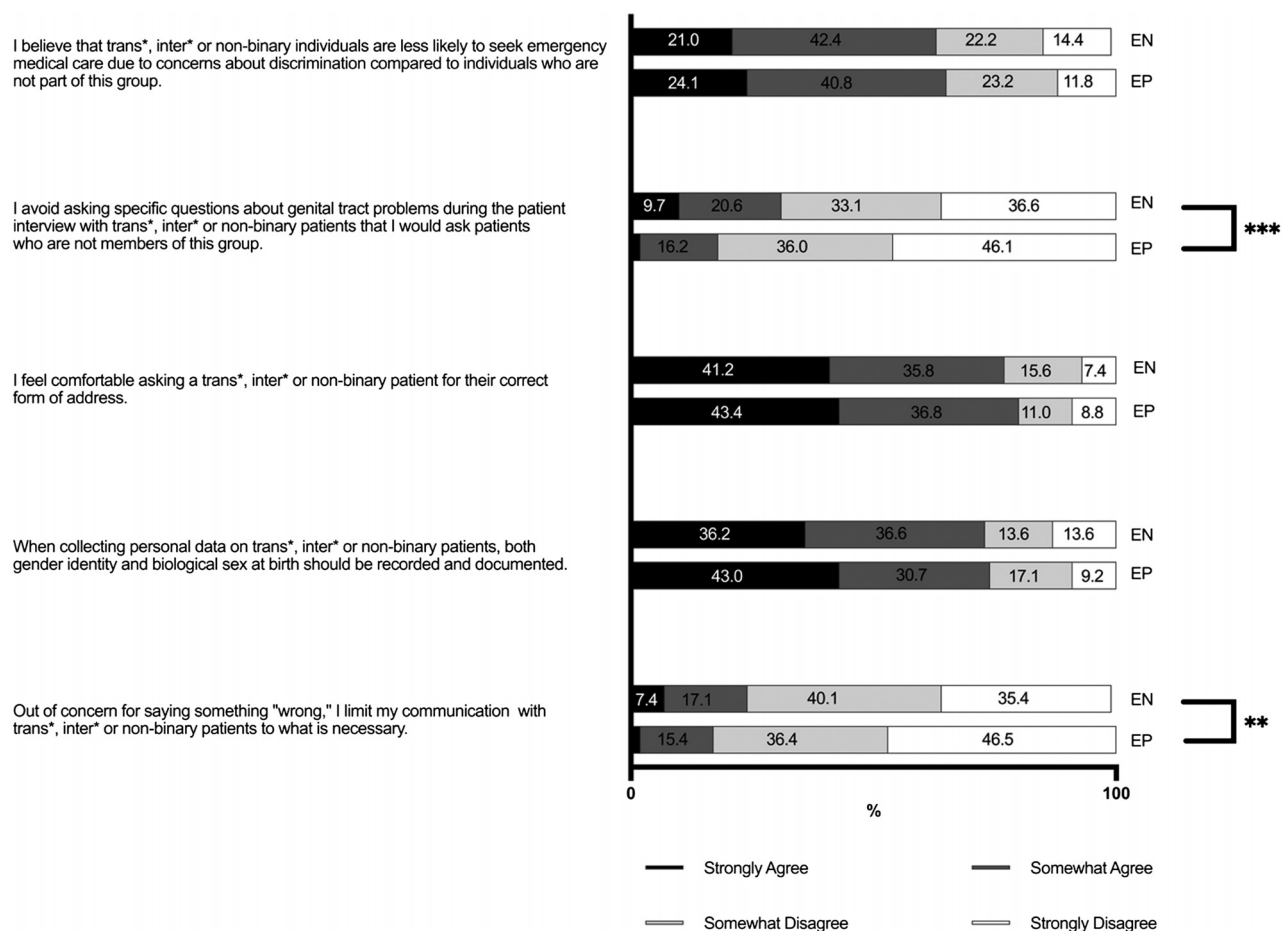 I believe that trans*, inter* or non-binary individuals are less likely to seek emergency
medical care due to concerns about discrimination compared to individuals who are
not part of this group.
21.0 42.4 22.2 14.4 EN
24.1 40.8 23.2 11.8 EP
I avoid asking specific questions about genital tract problems during the patient
interview with trans*, inter* or non-binary patients that I would ask patients
who are not members of this group.
9.7 20.6 33.1 36.6 EN
16.2 36.0 46.1 EP
***
I feel comfortable asking a trans*, inter* or non-binary patient for their correct
form of address.
41.2 35.8 15.6 7.4 EN
43.4 36.8 11.0 8.8 EP
When collecting personal data on trans*, inter* or non-binary patients, both
gender identity and biological sex at birth should be recorded and documented.
36.2 36.6 13.6 13.6 EN
43.0 30.7 17.1 9.2 EP
Out of concern for saying something "wrong," I limit my communication with
trans*, inter* or non-binary patients to what is necessary.
7.4 17.1 40.1 35.4 EN
15.4 36.4 46.5 EP
**
0 100
%
Strongly Agree Somewhat Agree
Somewhat Disagree Strongly Disagree